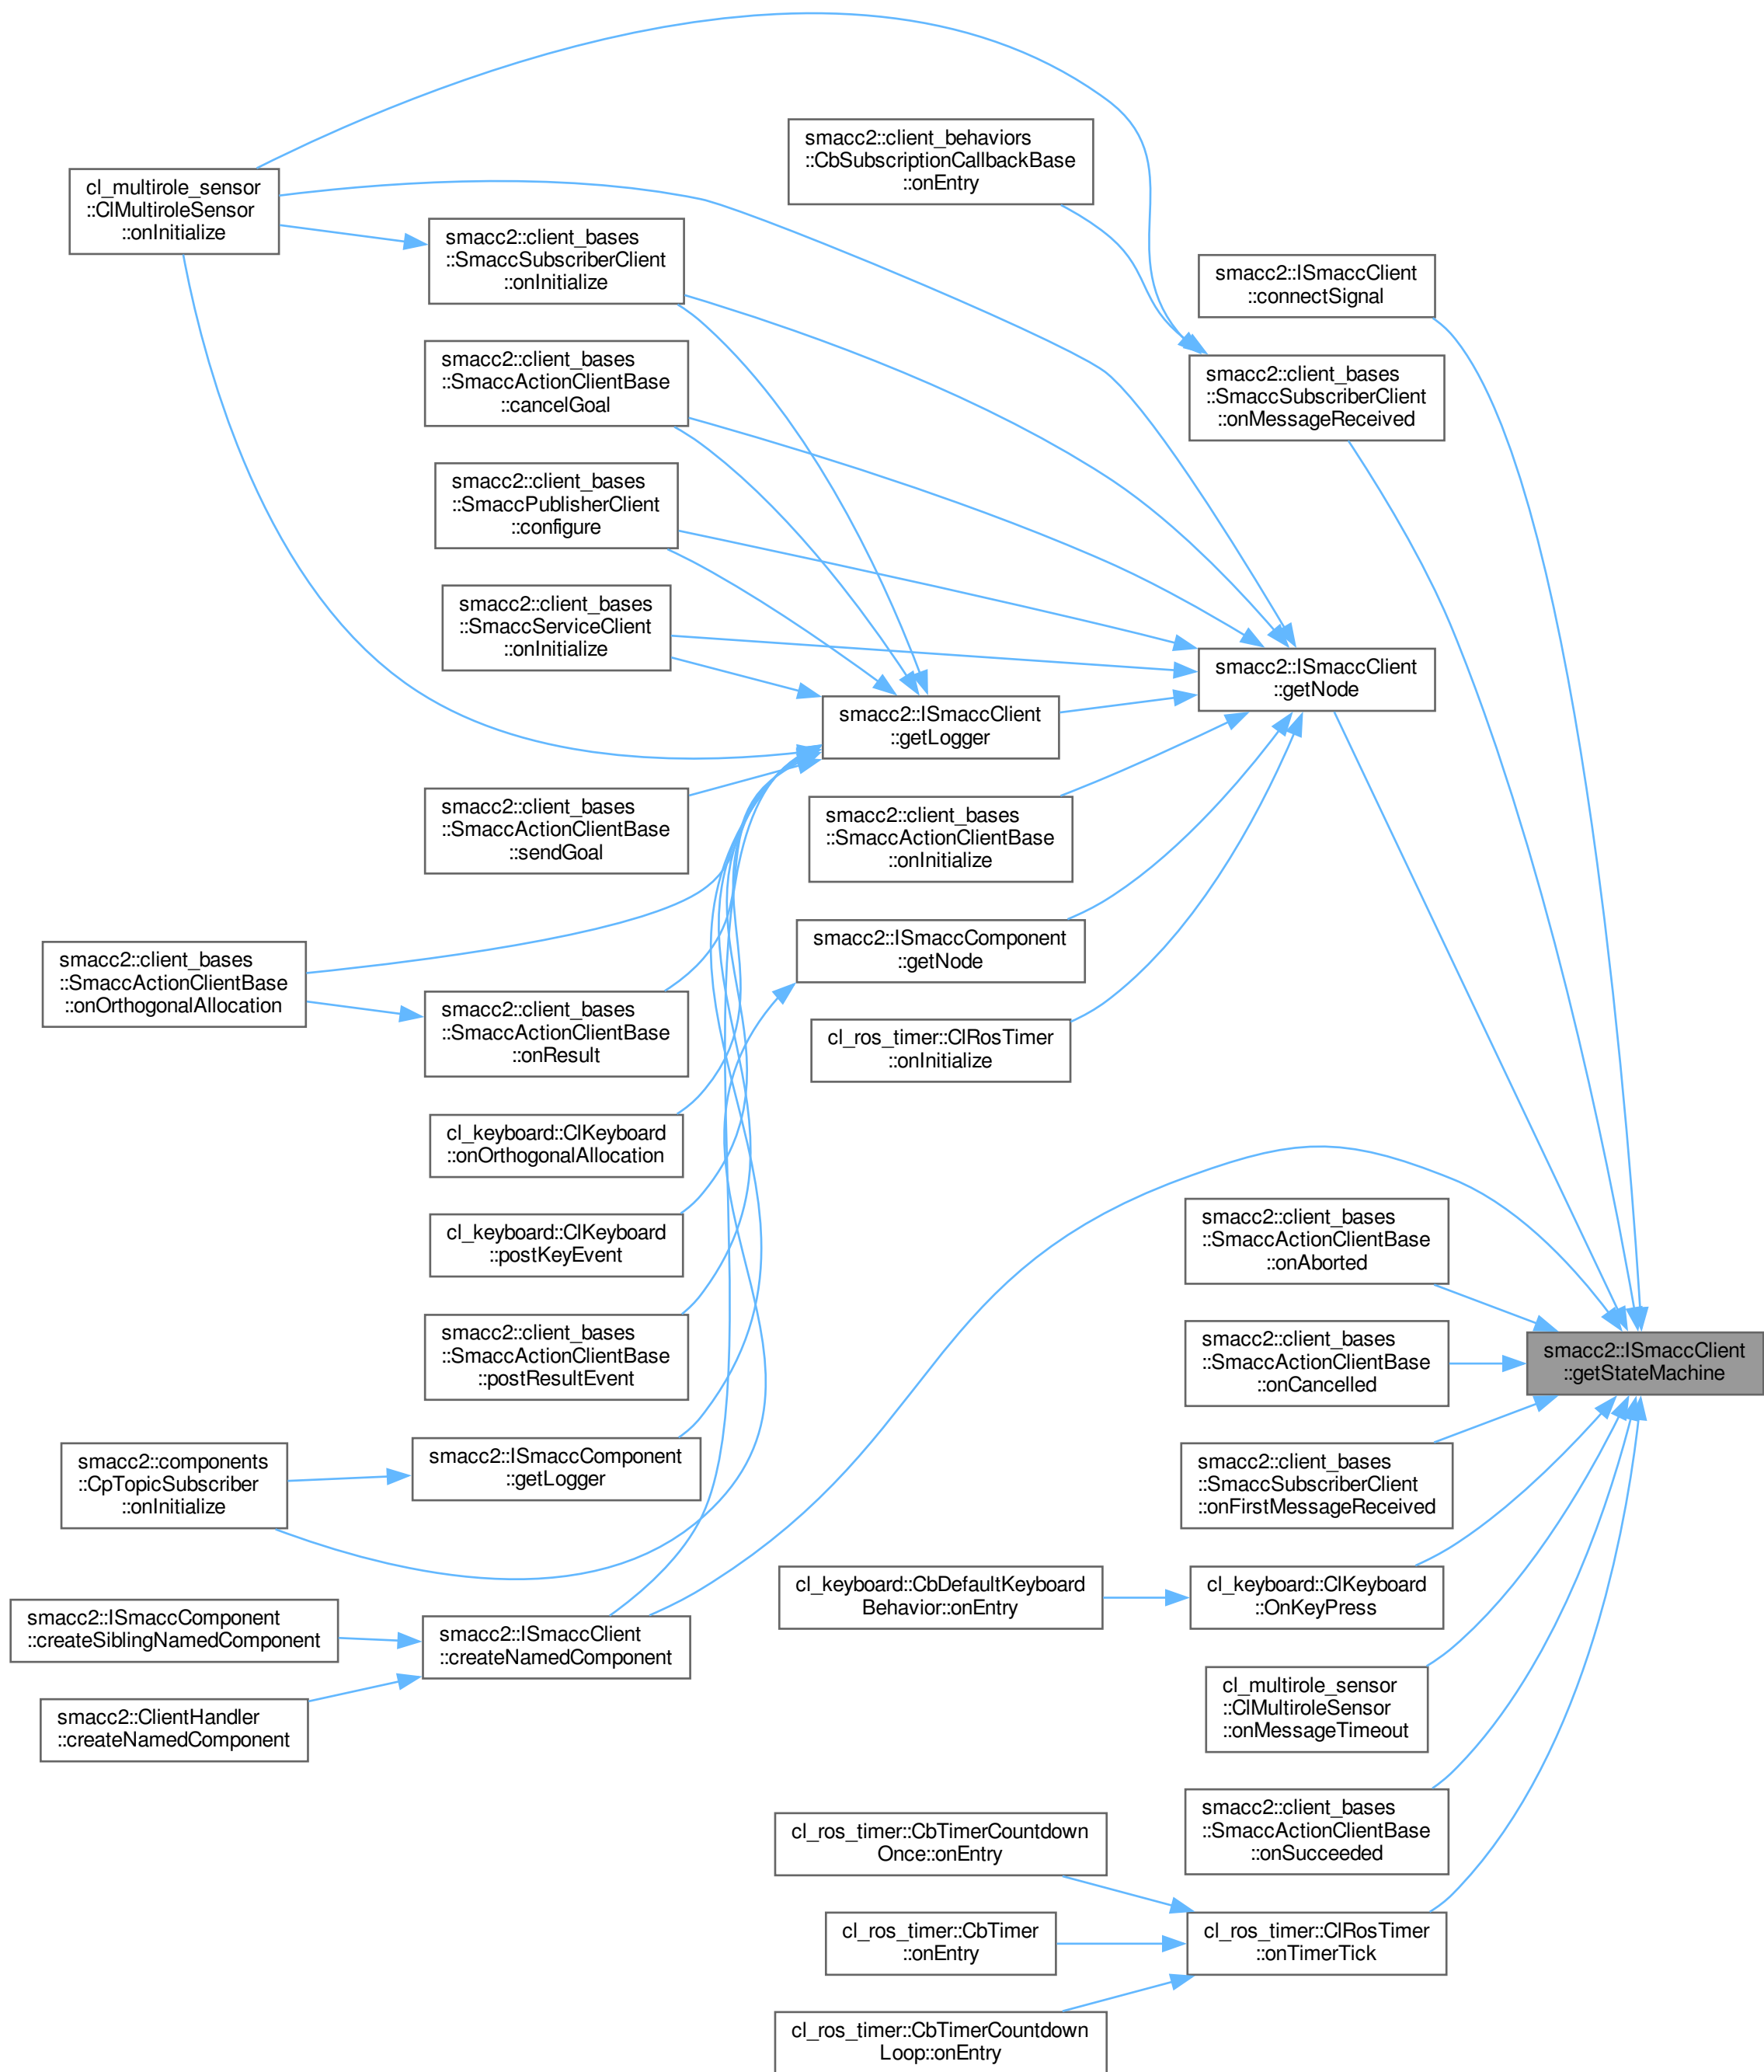 smacc2::client_behaviors
::CbSubscriptionCallbackBase
::onEntry
cl_multirole_sensor
::ClMultiroleSensor
::onInitialize
smacc2::client_bases
::SmaccSubscriberClient
::onInitialize
smacc2::ISmaccClient
::connectSignal
smacc2::client_bases
::SmaccActionClientBase
::cancelGoal
smacc2::client_bases
::SmaccSubscriberClient
::onMessageReceived
smacc2::client_bases
::SmaccPublisherClient
::configure
smacc2::client_bases
::SmaccServiceClient
::onInitialize
smacc2::ISmaccClient
::getNode
smacc2::ISmaccClient
::getLogger
smacc2::client_bases
::SmaccActionClientBase
::sendGoal
smacc2::client_bases
::SmaccActionClientBase
::onInitialize
smacc2::ISmaccComponent
::getNode
smacc2::client_bases
::SmaccActionClientBase
::onOrthogonalAllocation
smacc2::client_bases
::SmaccActionClientBase
::onResult
cl_ros_timer::ClRosTimer
::onInitialize
cl_keyboard::ClKeyboard
::onOrthogonalAllocation
cl_keyboard::ClKeyboard
::postKeyEvent
smacc2::client_bases
::SmaccActionClientBase
::onAborted
smacc2::client_bases
::SmaccActionClientBase
::postResultEvent
smacc2::client_bases
::SmaccActionClientBase
::onCancelled
smacc2::ISmaccClient
::getStateMachine
smacc2::components
::CpTopicSubscriber
::onInitialize
smacc2::ISmaccComponent
::getLogger
smacc2::client_bases
::SmaccSubscriberClient
::onFirstMessageReceived
cl_keyboard::CbDefaultKeyboard
Behavior::onEntry
cl_keyboard::ClKeyboard
::OnKeyPress
smacc2::ISmaccComponent
::createSiblingNamedComponent
smacc2::ISmaccClient
::createNamedComponent
smacc2::ClientHandler
::createNamedComponent
cl_multirole_sensor
::ClMultiroleSensor
::onMessageTimeout
smacc2::client_bases
::SmaccActionClientBase
::onSucceeded
cl_ros_timer::CbTimerCountdown
Once::onEntry
cl_ros_timer::CbTimer
::onEntry
cl_ros_timer::ClRosTimer
::onTimerTick
cl_ros_timer::CbTimerCountdown
Loop::onEntry